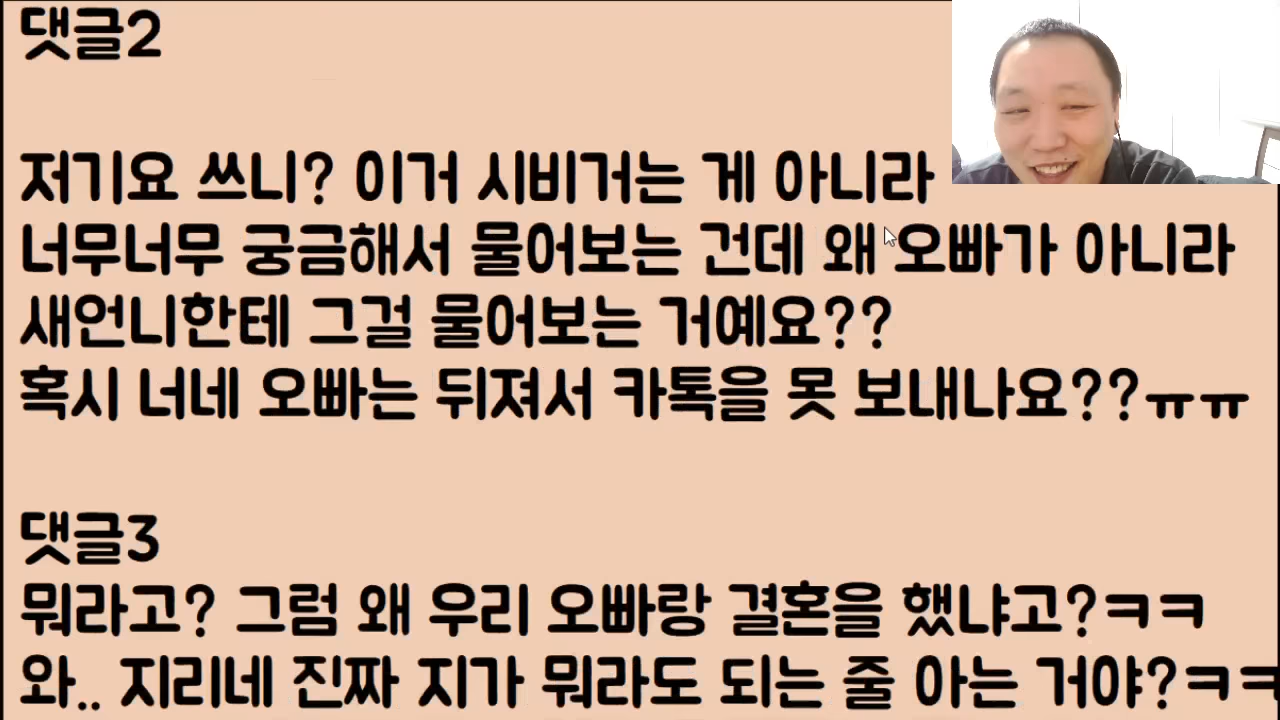 댓글2
저기요 쓰니? 이거 시비거는 게 아니라
너무너무 궁금해서 물어보는 건데 왜 오빠가 아니라
새언니한테 그걸 물어보는 거예요??
혹시 너네 오빠는 뒤져서 카톡을 못 보내나요??ㅠㅠ
댓글3
뭐라고? 그럼 왜 우리 오빠랑 결혼을 했냐고?ㅋㅋ
와.. 지리네 진짜 지가 뭐라도 되는 줄 아는 거야?ㅋㅋ